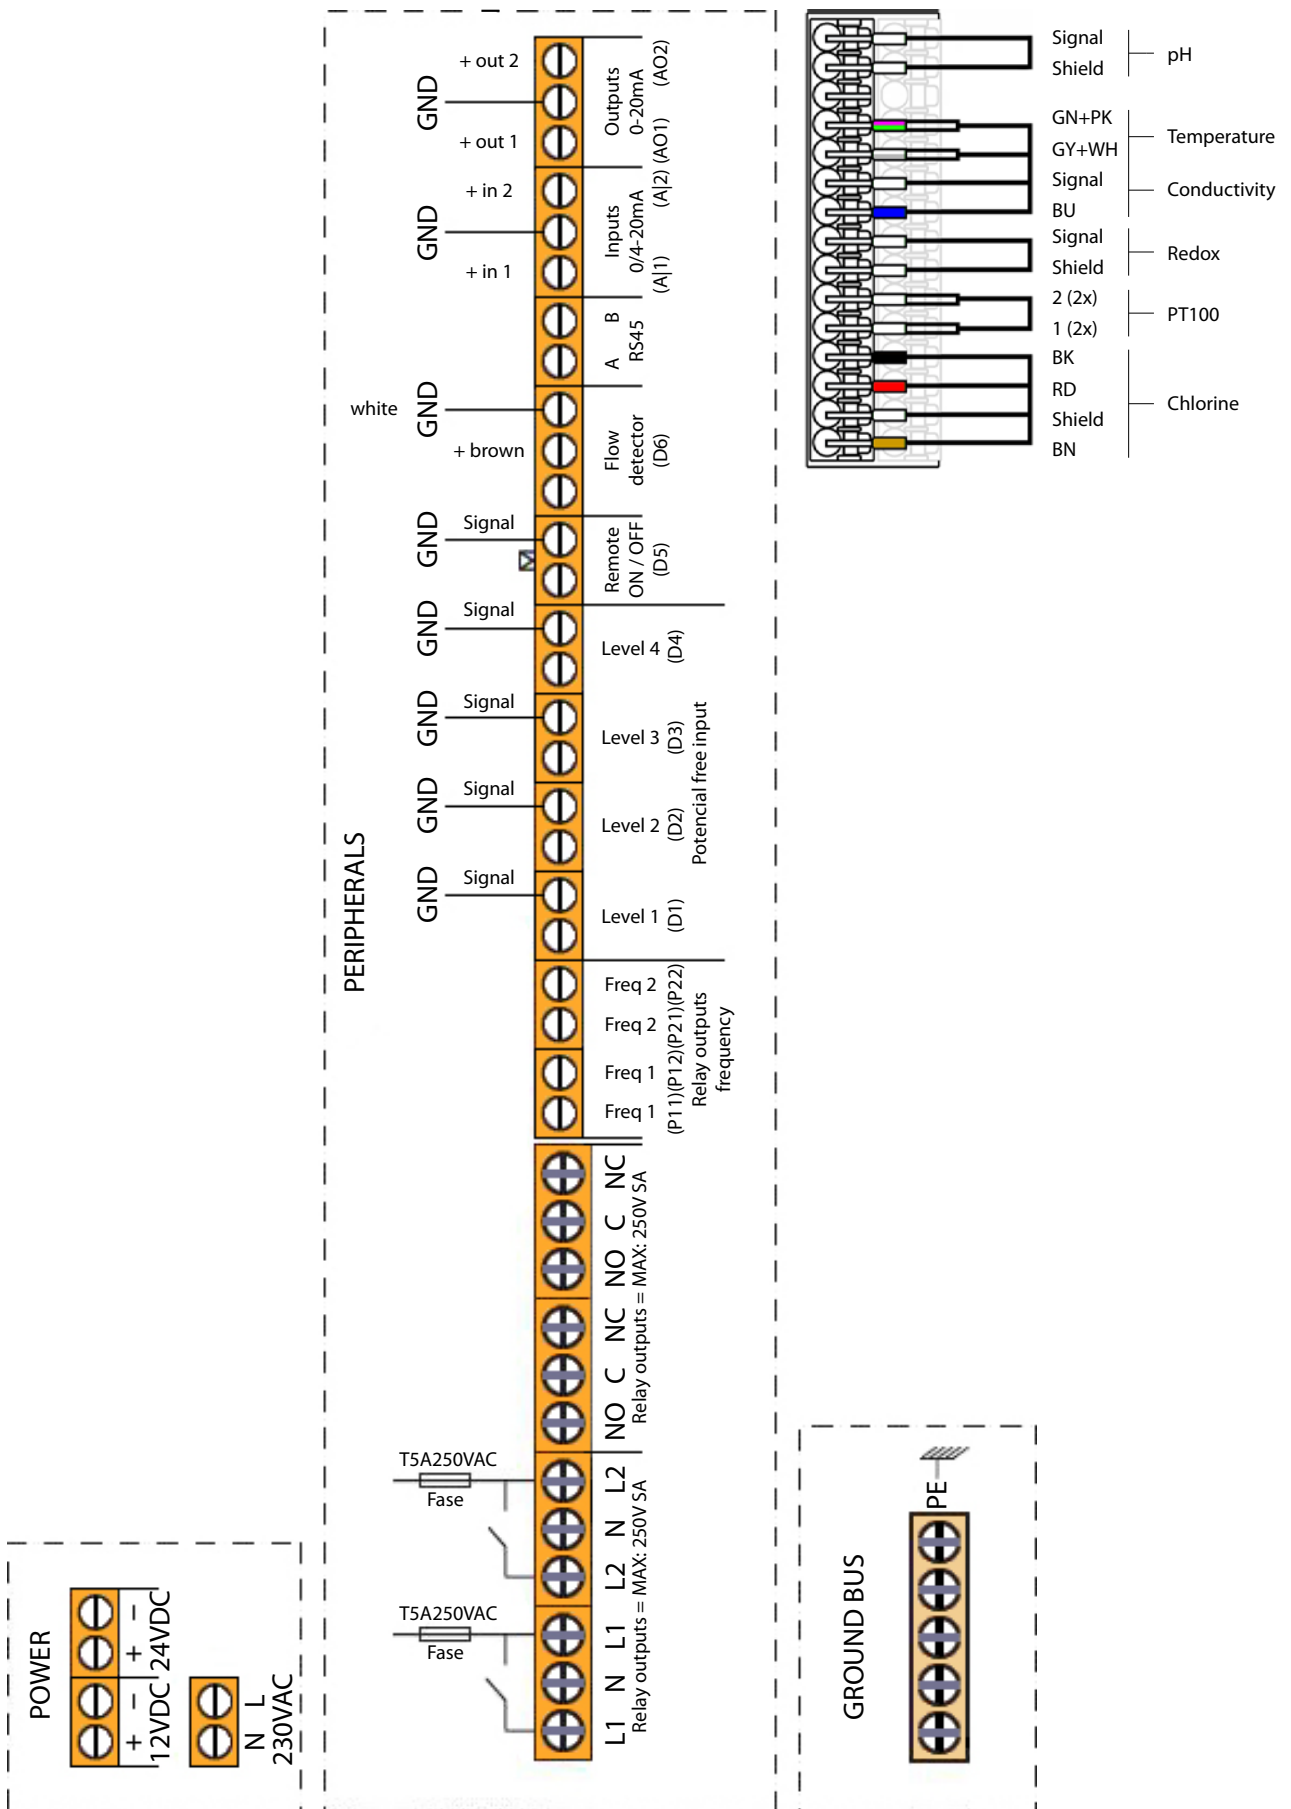 + out 2
GND
+ out 1
Outputs
0-20mA
(AO1)
(AO2)
+ in 2
GND
+ in 1
Inputs
0/4-20mA
(A|1)
(A|2)
A
B
RS45
white
GND
+ brown
Flow
detector
(D6)
GND
Signal
Remote
ON / OFF
(D5)
GND
Signal
Level 4
(D4)
GND
Signal
Level 3
(D3)
GND
Signal
Level 2
(D2)
Potencial free input
GND
Signal
Level 1
(D1)
PERIPHERALS
Freq 2
Freq 2
Freq 1
Freq 1
(P11)(P12)(P21)(P22)
Relay outputs
frequency
NO C NC
Relay outputs = MAX: 250V SA
NO C NC
T5A250VAC
Fase
L2 N L2
Relay outputs = MAX: 250V SA
T5A250VAC
Fase
L1 N L1
Signal
Shield
pH
GN+PK
GY+WH
Temperature
Signal
BU
Conductivity
Signal
Shield
Redox
2 (2x)
1 (2x)
PT100
BK
RD
Shield
BN
Chlorine
POWER
+ -
12VDC
+ -
24VDC
N L
230VAC
GROUND BUS
PE